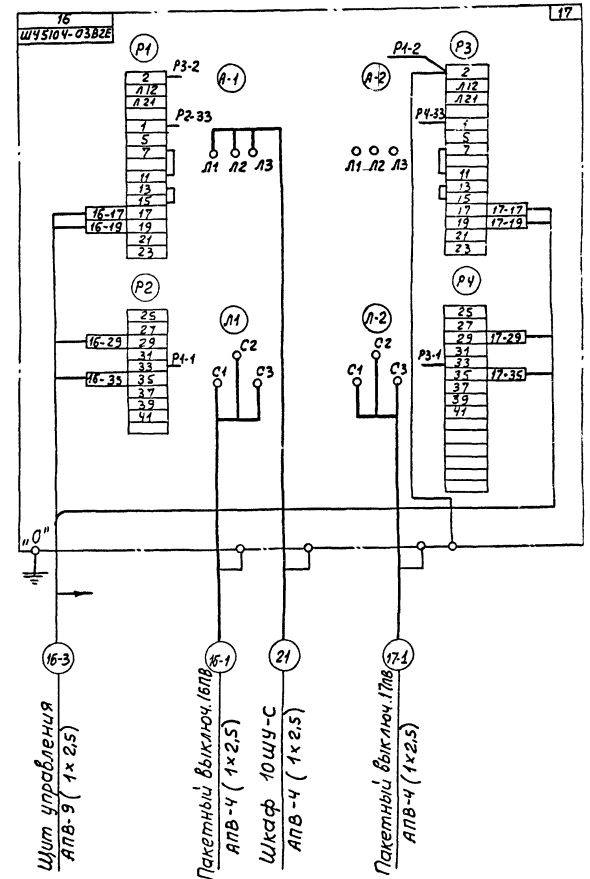 16
ШУ5104-03В2Е
17
Р1
2
Л12
Л21
1
5
7
11
13
15
17
19
21
23
Р3-2
Р2-33
16-17
16-19
А-1
Л1 Л2 Л3
А-2
Л1 Л2 Л3
Р1-2
Р3
2
Л12
Л21
1
5
7
11
13
15
17
19
21
23
Р4-33
17-17
17-19
Р2
25
27
29
31
33
35
37
39
41
16-29
16-35
Р1-1
Л1
С1
С2
С3
Л-2
С1
С2
С3
Р4
25
27
29
31
33
35
37
39
41
Р3-1
17-29
17-35
„О"
16-3
16-1
21
17-1
Щит управления
АПВ-9 (1×2,5)
Пакетный выключ. 16ПВ
АПВ-4 (1×2,5)
Шкаф 10ШУ-С
АПВ-4 (1×2,5)
Пакетный выключ. 17ПВ
АПВ-4 (1×2,5)